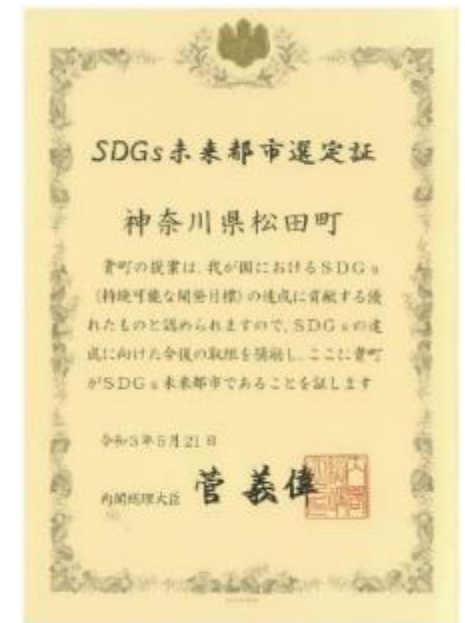 SDGs未来都市選定証
神奈川県松田町
貴町の提案は、我が国におけるSDGs
(持続可能な開発目標)の達成に貢献する優
れたものと認められますので、SDGsの達
成に向けた今後の取組を奨励し、ここに貴町
がSDGs未来都市であることを証します
令和3年5月21日
内閣総理大臣 菅義偉